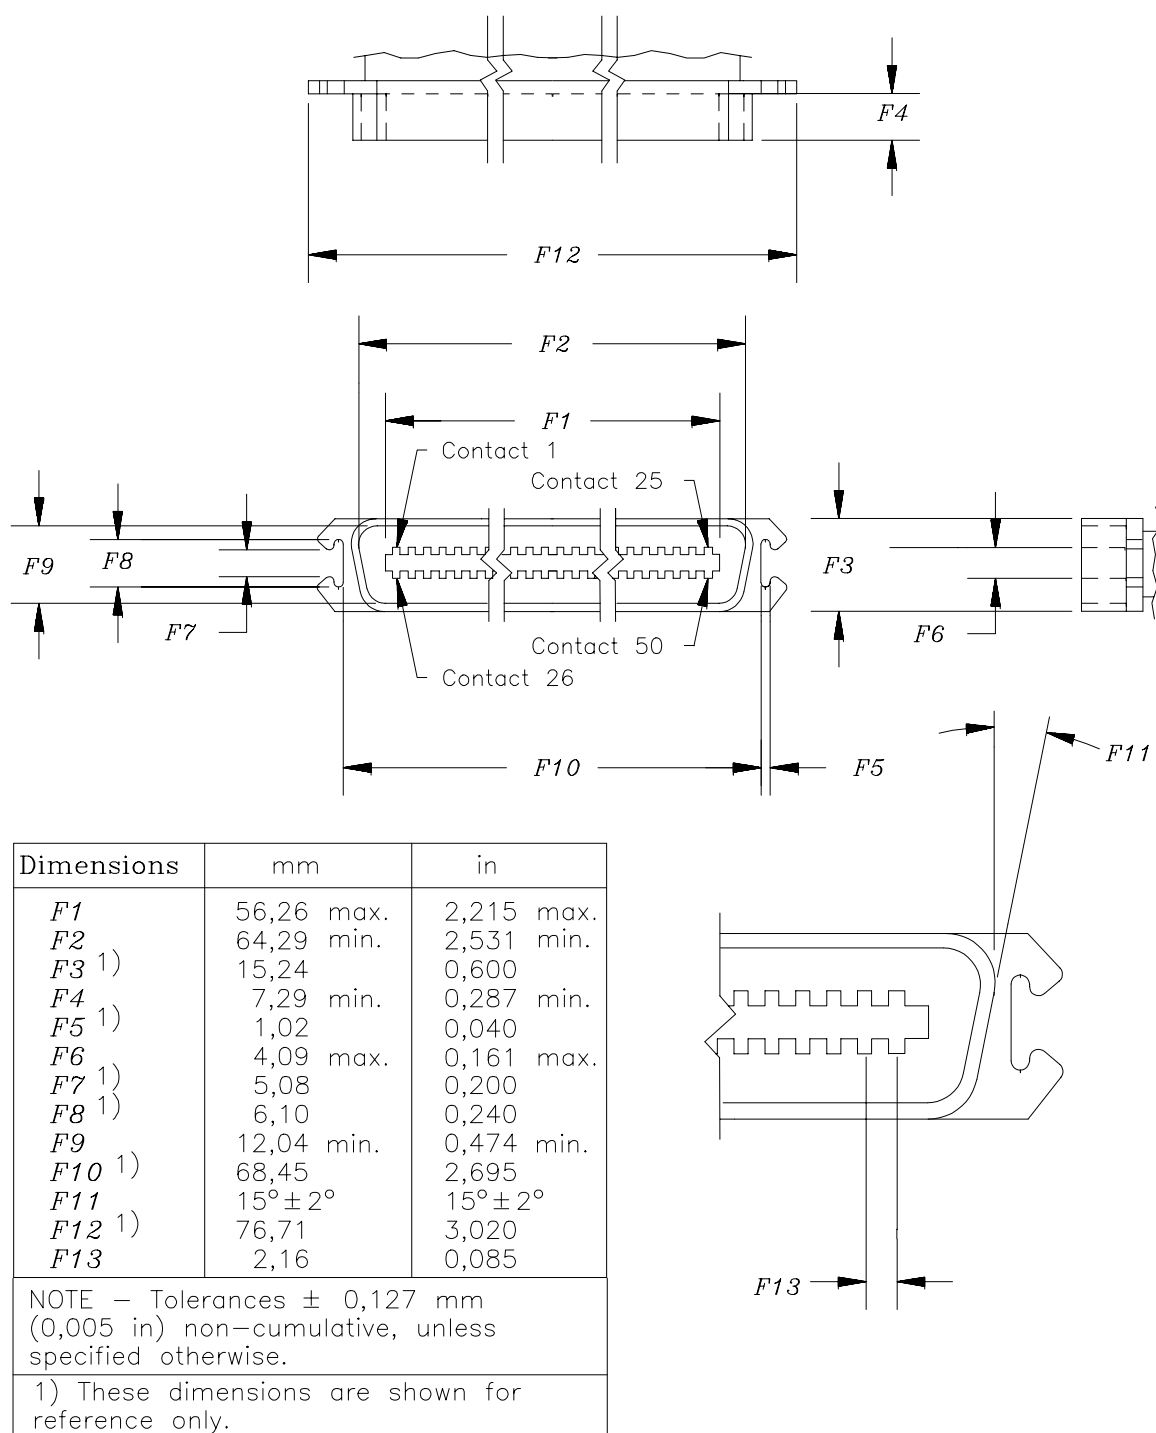 F4
F12
F2
F1
Contact 1
Contact 25
F9
F8
F3
F7
F6
Contact 50
Contact 26
F10
F5
F11
Dimensions mm in
F1 56,26 max. 2,215 max.
F2 64,29 min. 2,531 min.
F3 1) 15,24 0,600
F4 7,29 min. 0,287 min.
F5 1) 1,02 0,040
F6 4,09 max. 0,161 max.
F7 1) 5,08 0,200
F8 1) 6,10 0,240
F9 12,04 min. 0,474 min.
F10 1) 68,45 2,695
F11 15°±2° 15°±2°
F12 1) 76,71 3,020
F13 2,16 0,085
NOTE – Tolerances ± 0,127 mm
(0,005 in) non–cumulative, unless
specified otherwise.
1) These dimensions are shown for
reference only.
F13